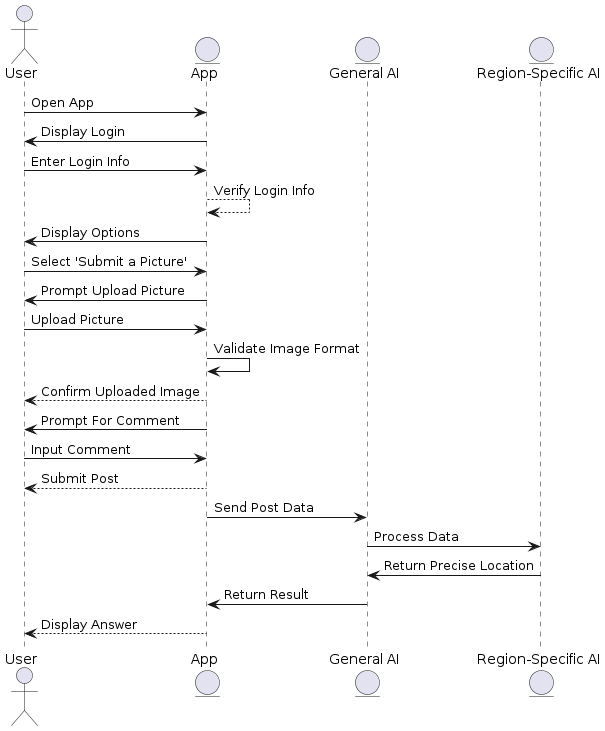 User App General AI Region-Specific AI
Open App
Display Login
Enter Login Info
Verify Login Info
Display Options
Select 'Submit a Picture'
Prompt Upload Picture
Upload Picture
Validate Image Format
Confirm Uploaded Image
Prompt For Comment
Input Comment
Submit Post
Send Post Data
Process Data
Return Precise Location
Return Result
Display Answer
User App General AI Region-Specific AI